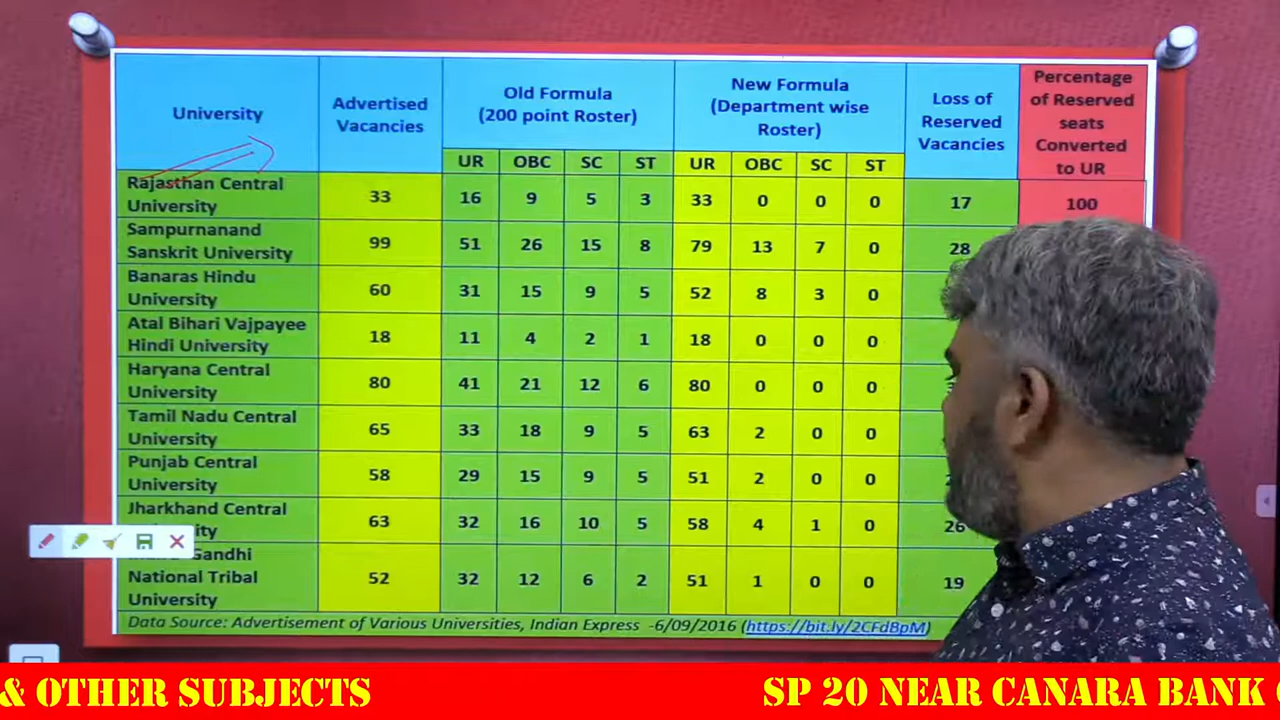 University
Advertised
Vacancies
Old Formula
(200 point Roster)
New Formula
(Department wise
Roster)
Loss of
Reserved
Vacancies
Percentage
of Reserved
seats
Converted
to UR
UR OBC SC ST UR OBC SC ST
Rajasthan Central
University
33 16 9 5 3 33 0 0 0 17 100
Sampurnanand
Sanskrit University
99 51 26 15 8 79 13 7 0 28
Banaras Hindu
University
60 31 15 9 5 52 8 3 0
Atal Bihari Vajpayee
Hindi University
18 11 4 2 1 18 0 0 0
Haryana Central
University
80 41 21 12 6 80 0 0 0
Tamil Nadu Central
University
65 33 18 9 5 63 2 0 0
Punjab Central
University
58 29 15 9 5 51 2 0 0
Jharkhand Central
63 32 16 10 5 58 4 1 0 26
Gandhi
National Tribal
University
52 32 12 6 2 51 1 0 0 19
Data Source: Advertisement of Various Universities, Indian Express -6/09/2016 (https://bit.ly/2CFdBpM)
& OTHER SUBJECTS SP 20 NEAR CANARA BANK